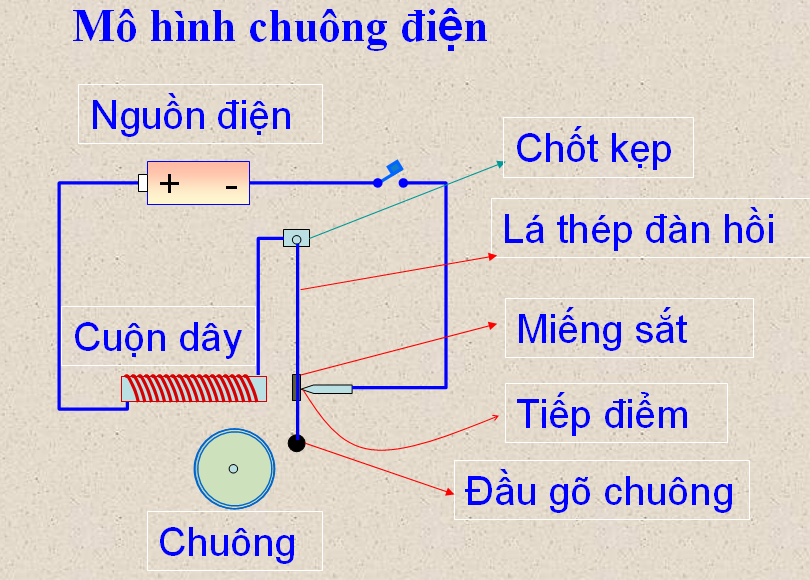 Mô hình chuông điện
Nguồn điện
+ -
Chốt kẹp
Lá thép đàn hồi
Cuộn dây
Miếng sắt
Tiếp điểm
Đầu gõ chuông
Chuông